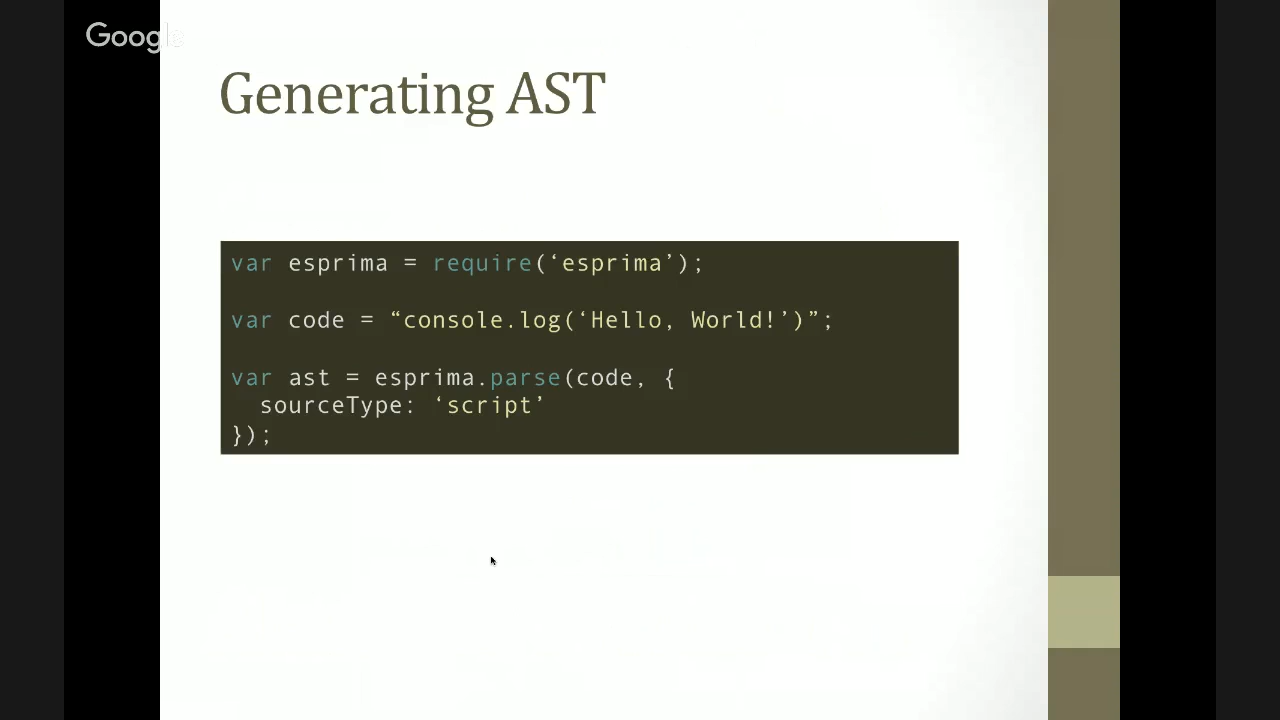 Google
Generating AST
var esprima = require(‘esprima’);
var code = “console.log(‘Hello, World!’)”;
var ast = esprima.parse(code, {
sourceType: ‘script’
});